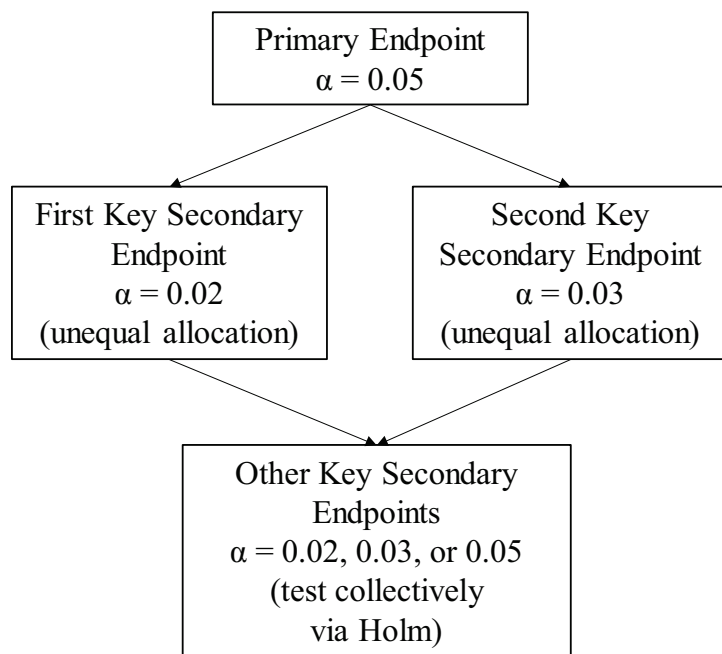 Primary Endpoint
α = 0.05
First Key Secondary
Endpoint
α = 0.02
(unequal allocation)
Second Key
Secondary Endpoint
α = 0.03
(unequal allocation)
Other Key Secondary
Endpoints
α = 0.02, 0.03, or 0.05
(test collectively
via Holm)